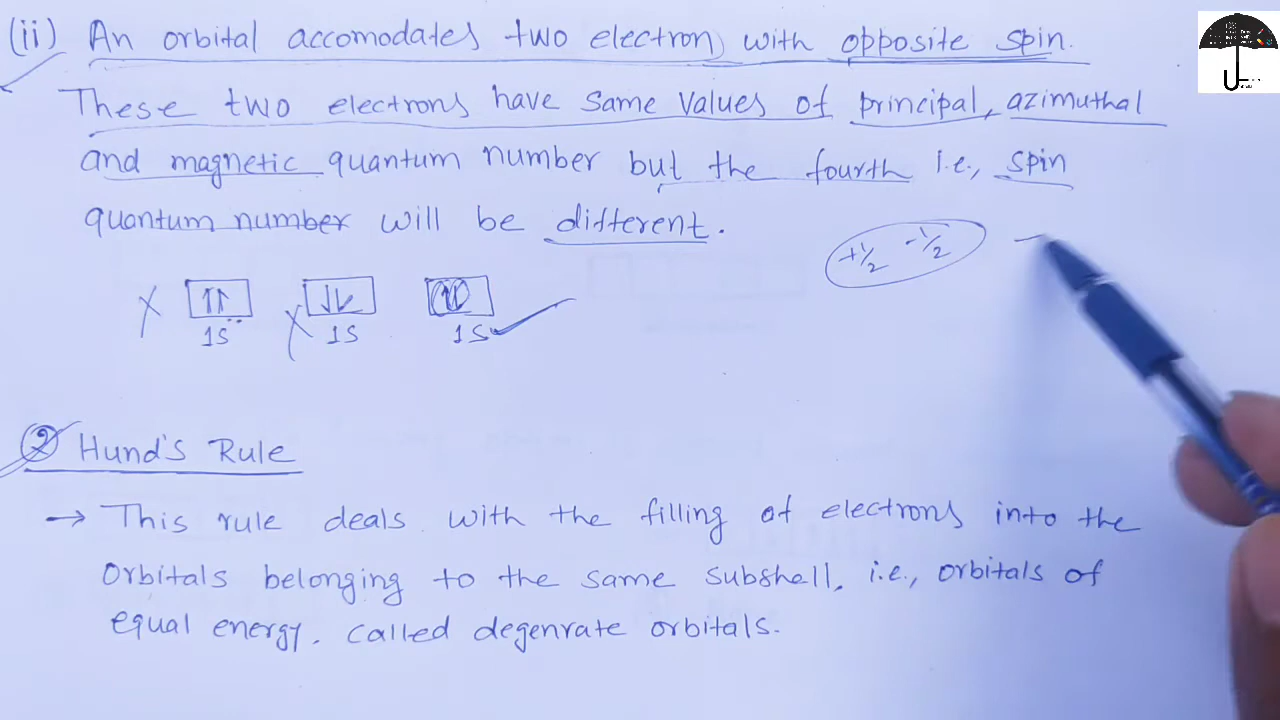 (ii) An orbital accomodates two electron with opposite spin.
These two electrons have same values of principal, azimuthal
and magnetic quantum number but the fourth i.e., spin
quantum number will be different.
+1/2 -1/2
X ↑↑ X ↓↓ ↑↓
1S 1S 1S
② Hund's Rule
→ This rule deals with the filling of electrons into the
orbitals belonging to the same subshell, i.e., orbitals of
equal energy, called degenrate orbitals.